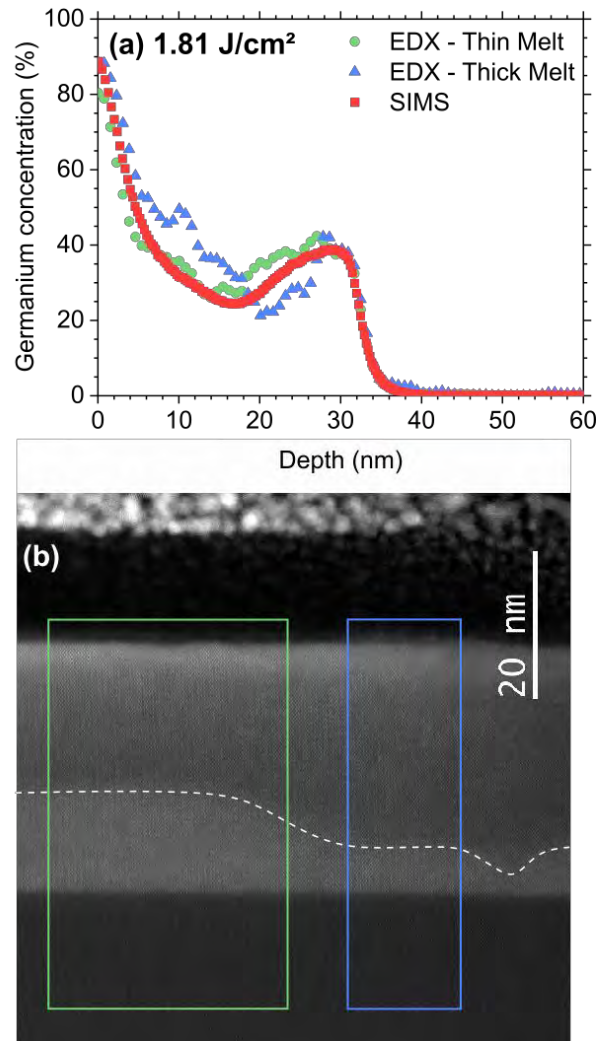 (a) 1.81 J/cm²
EDX - Thin Melt
EDX - Thick Melt
SIMS
Germanium concentration (%)
100
80
60
40
20
0
0 10 20 30 40 50 60
Depth (nm)
(b)
20 nm